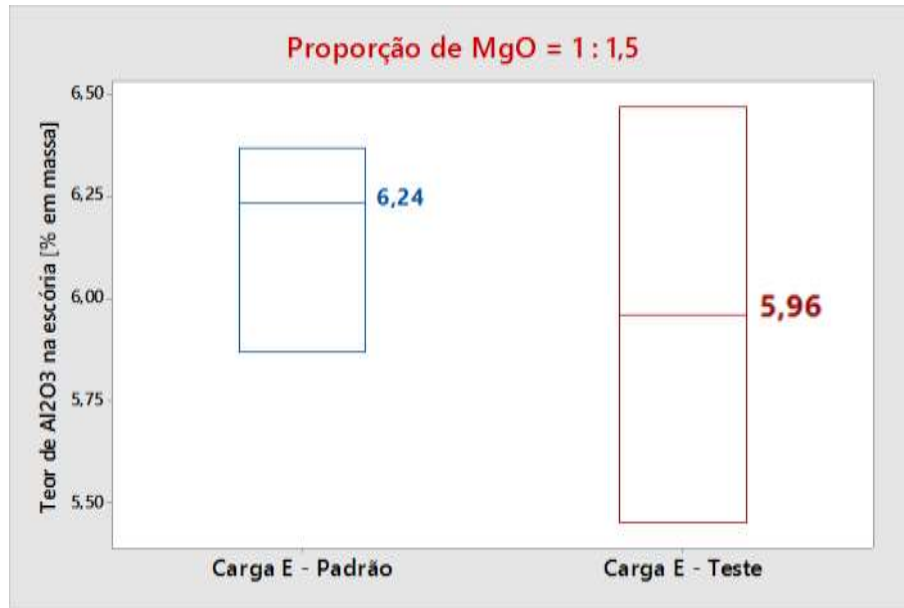 Proporção de MgO = 1 : 1,5
Teor de Al2O3 na escória [% em massa]
6,50
6,25
6,00
5,75
5,50
6,24
5,96
Carga E - Padrão
Carga E - Teste